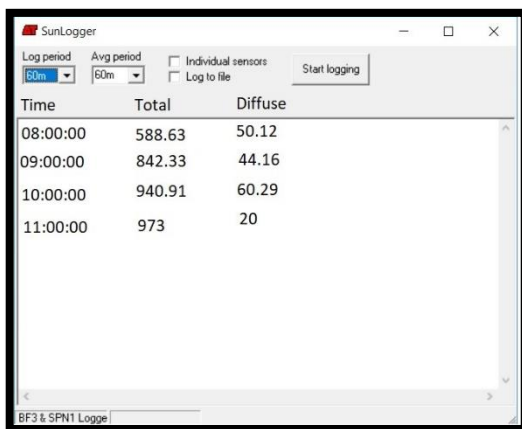 SunLogger
Log period Avg period Individual sensors
60m 60m Log to file Start logging
Time Total Diffuse
08:00:00 588.63 50.12
09:00:00 842.33 44.16
10:00:00 940.91 60.29
11:00:00 973 20
BF3 & SPN1 Logge